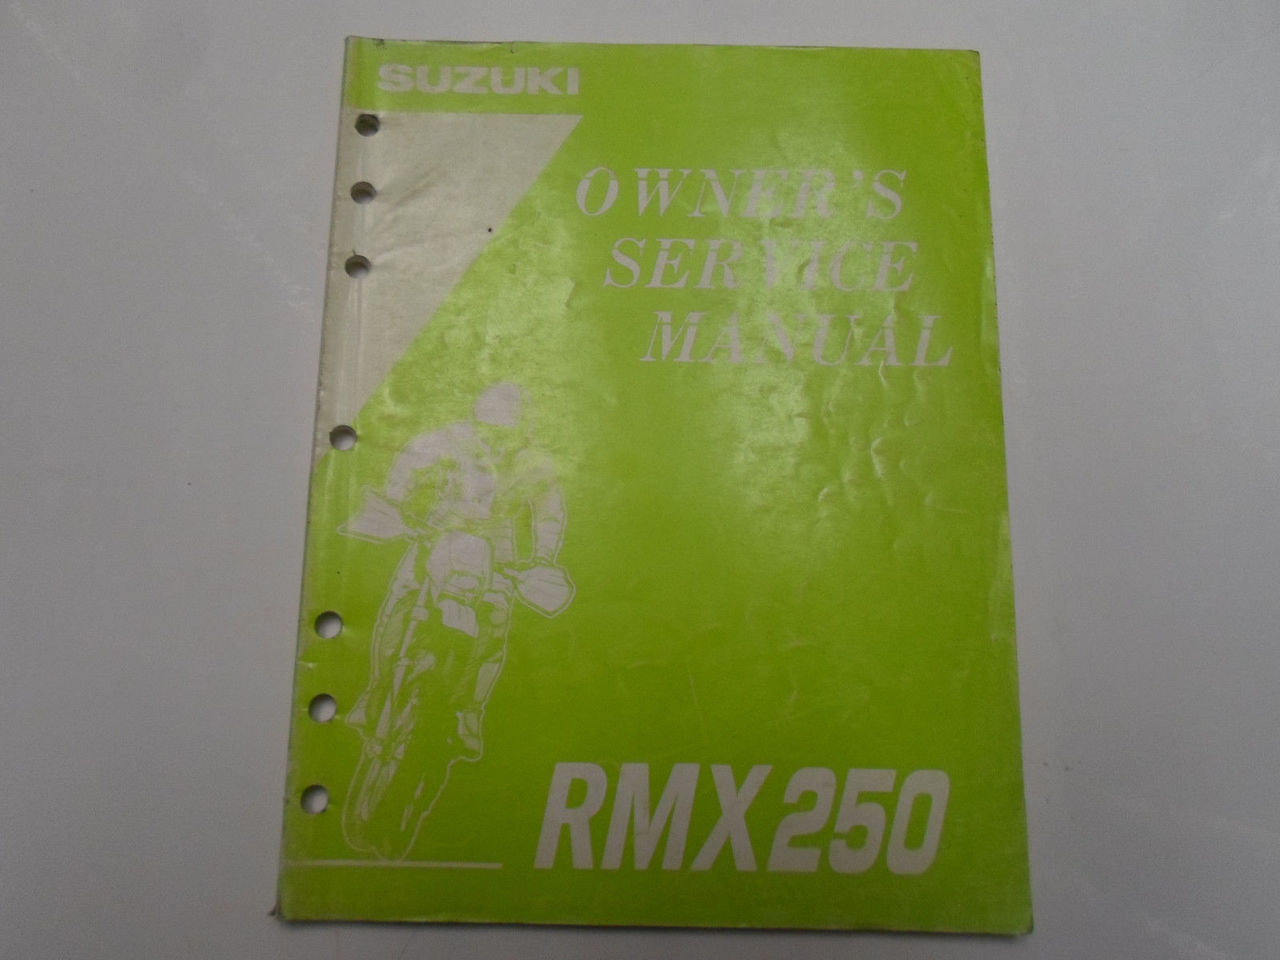 SUZUKI
OWNER'S
SERVICE
MANUAL
RMX250